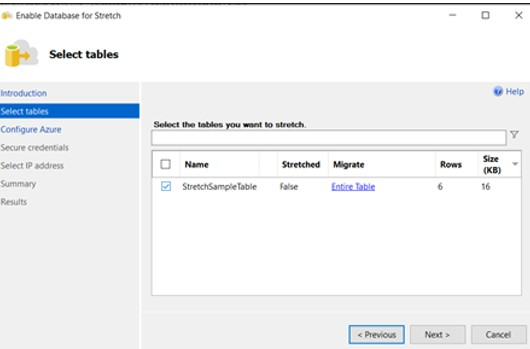 Enable Database for Stretch
Select tables
Introduction
Select tables
Configure Azure
Secure credentials
Select IP address
Summary
Results
Help
Select the tables you want to stretch.
Name Stretched Migrate Rows Size (KB)
StretchSampleTable False Entire Table 6 16
< Previous Next > Cancel